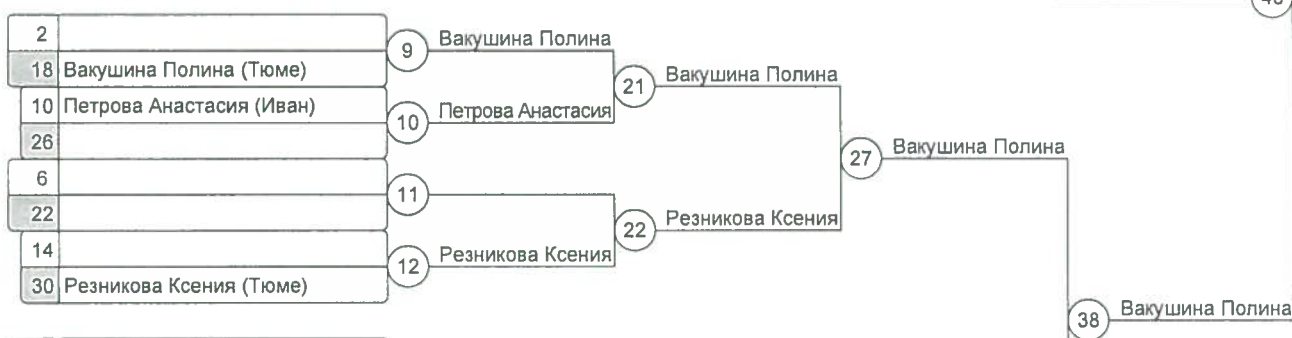 40
2
9 Вакушина Полина
18 Вакушина Полина (Тюме)
21 Вакушина Полина
10 Петрова Анастасия (Иван)
10 Петрова Анастасия
26
27 Вакушина Полина
6
11
22
22 Резникова Ксения
14
12 Резникова Ксения
30 Резникова Ксения (Тюме)
38 Вакушина Полина